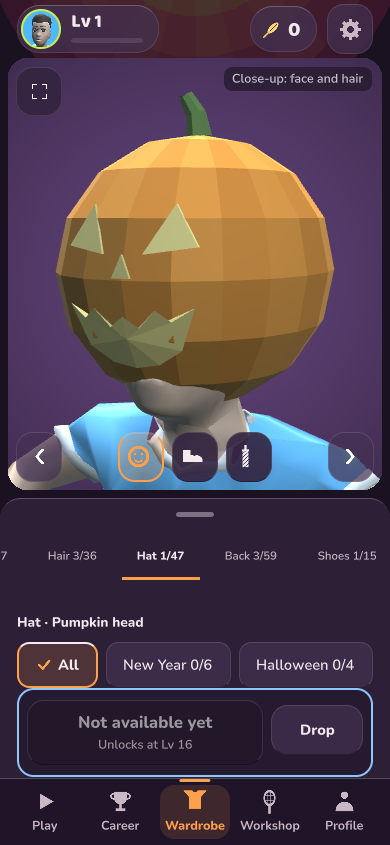 Lv 1
0
Close-up: face and hair
7
Hair 3/36
Hat 1/47
Back 3/59
Shoes 1/15
Hat · Pumpkin head
All
New Year 0/6
Halloween 0/4
Not available yet
Unlocks at Lv 16
Drop
Play
Career
Wardrobe
Workshop
Profile